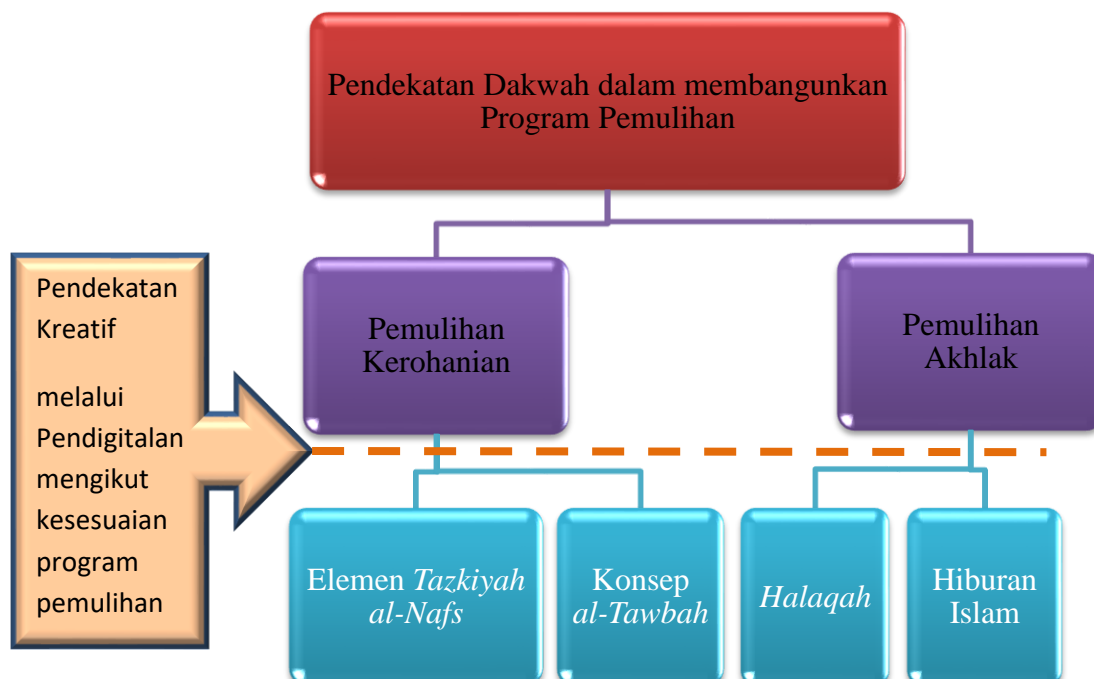 Pendekatan Dakwah dalam membangunkan
Program Pemulihan
Pendekatan
Kreatif
melalui
Pendigitalan
mengikut
kesesuaian
program
pemulihan
Pemulihan
Kerohanian
Pemulihan
Akhlak
Elemen Tazkiyah
al-Nafs
Konsep
al-Tawbah
Halaqah
Hiburan
Islam